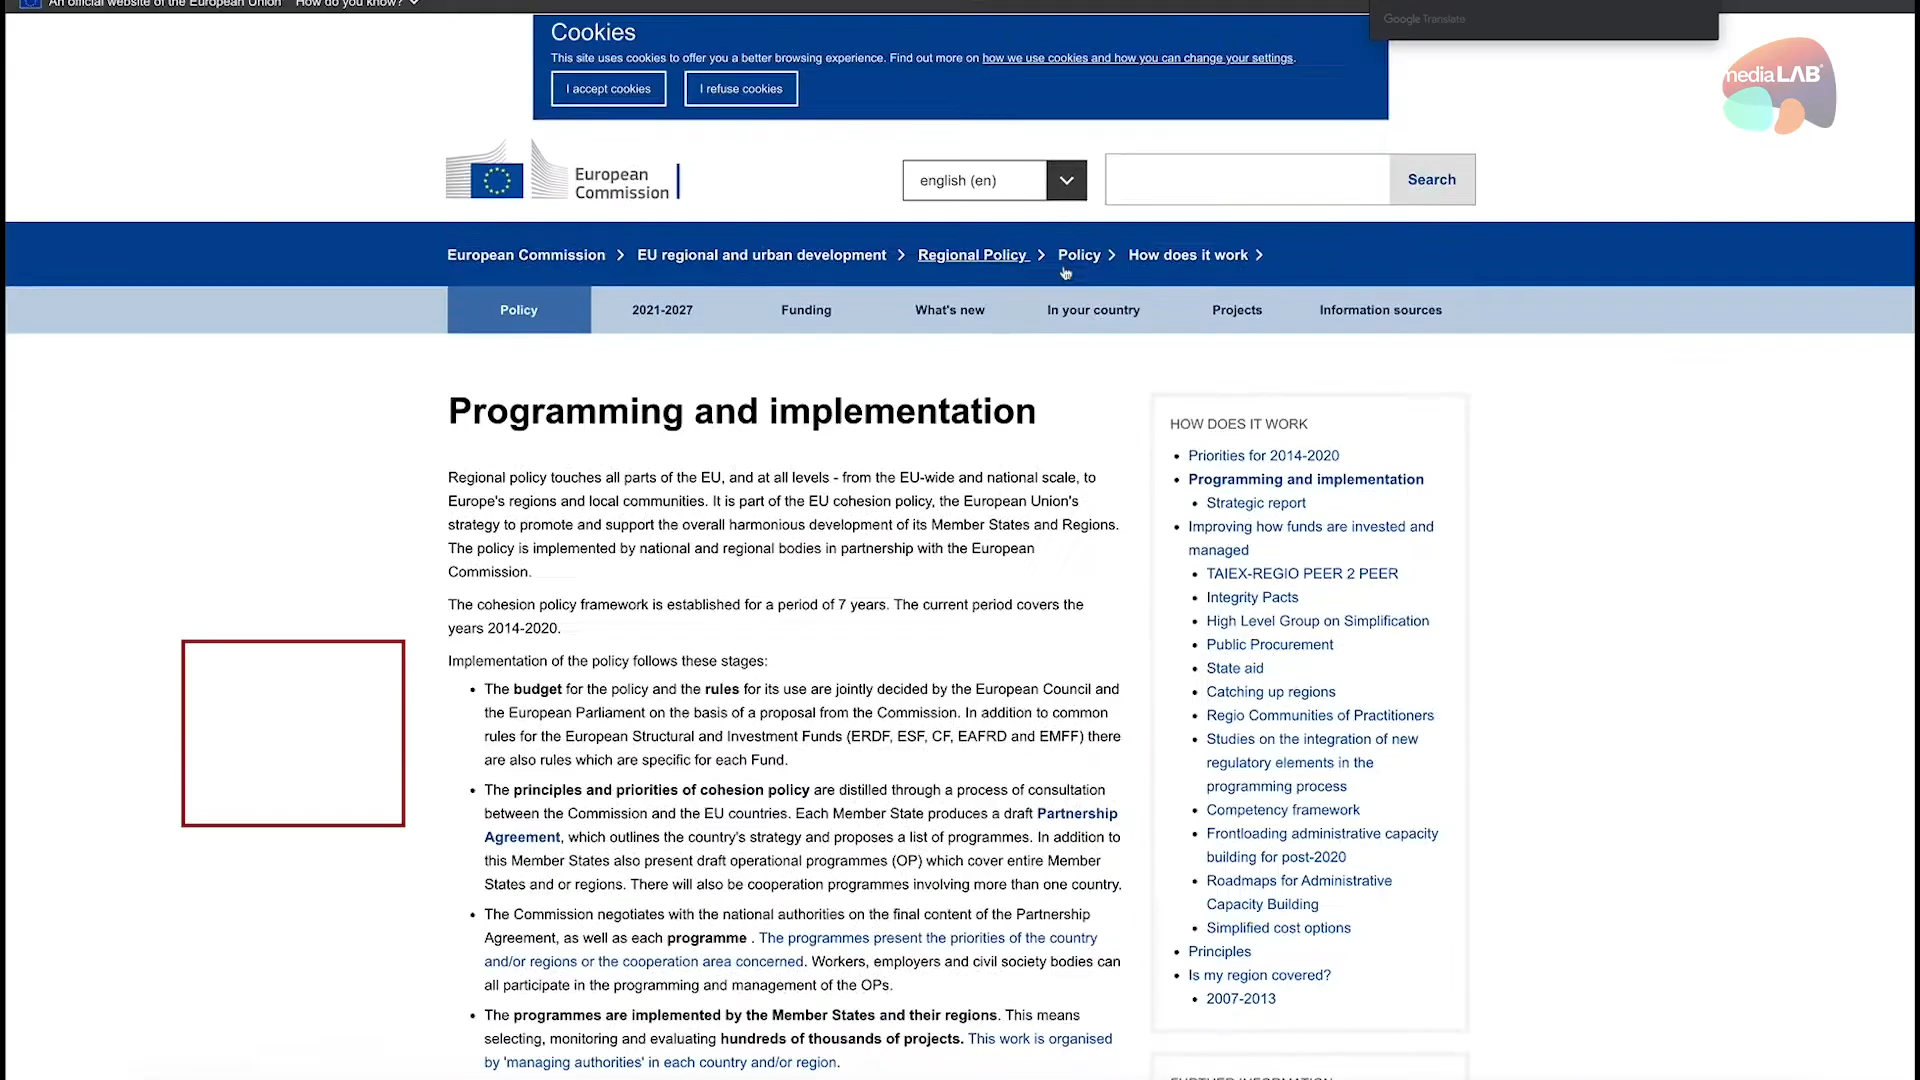 An official website of the European Union How do you know?
Google Translate
Cookies
This site uses cookies to offer you a better browsing experience. Find out more on how we use cookies and how you can change your settings.
I accept cookies
I refuse cookies
mediaLAB
European
Commission
english (en)
Search
European Commission > EU regional and urban development > Regional Policy > Policy > How does it work >
Policy
2021-2027
Funding
What's new
In your country
Projects
Information sources
Programming and implementation
Regional policy touches all parts of the EU, and at all levels - from the EU-wide and national scale, to
Europe's regions and local communities. It is part of the EU cohesion policy, the European Union's
strategy to promote and support the overall harmonious development of its Member States and Regions.
The policy is implemented by national and regional bodies in partnership with the European
Commission.
The cohesion policy framework is established for a period of 7 years. The current period covers the
years 2014-2020.
Implementation of the policy follows these stages:
• The budget for the policy and the rules for its use are jointly decided by the European Council and
the European Parliament on the basis of a proposal from the Commission. In addition to common
rules for the European Structural and Investment Funds (ERDF, ESF, CF, EAFRD and EMFF) there
are also rules which are specific for each Fund.
• The principles and priorities of cohesion policy are distilled through a process of consultation
between the Commission and the EU countries. Each Member State produces a draft Partnership
Agreement, which outlines the country's strategy and proposes a list of programmes. In addition to
this Member States also present draft operational programmes (OP) which cover entire Member
States and or regions. There will also be cooperation programmes involving more than one country.
• The Commission negotiates with the national authorities on the final content of the Partnership
Agreement, as well as each programme . The programmes present the priorities of the country
and/or regions or the cooperation area concerned. Workers, employers and civil society bodies can
all participate in the programming and management of the OPs.
• The programmes are implemented by the Member States and their regions. This means
selecting, monitoring and evaluating hundreds of thousands of projects. This work is organised
by 'managing authorities' in each country and/or region.
HOW DOES IT WORK
• Priorities for 2014-2020
• Programming and implementation
• Strategic report
• Improving how funds are invested and
managed
• TAIEX-REGIO PEER 2 PEER
• Integrity Pacts
• High Level Group on Simplification
• Public Procurement
• State aid
• Catching up regions
• Regio Communities of Practitioners
• Studies on the integration of new
regulatory elements in the
programming process
• Competency framework
• Frontloading administrative capacity
building for post-2020
• Roadmaps for Administrative
Capacity Building
• Simplified cost options
• Principles
• Is my region covered?
• 2007-2013
FURTHER INFORMATION